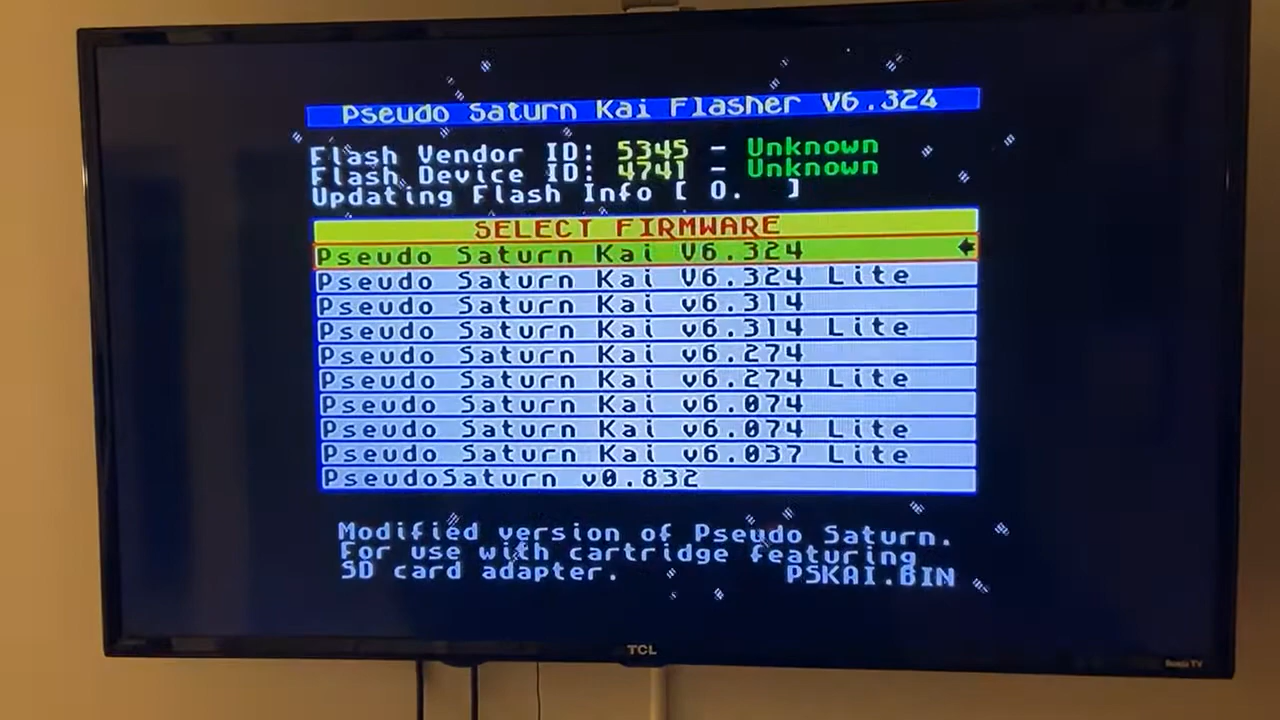 Pseudo Saturn Kai Flasher V6.324
Flash Vendor ID: 5345 - Unknown
Flash Device ID: 4741 - Unknown
Updating Flash Info [ 0. ]
SELECT FIRMWARE
Pseudo Saturn Kai V6.324
Pseudo Saturn Kai V6.324 Lite
Pseudo Saturn Kai v6.314
Pseudo Saturn Kai v6.314 Lite
Pseudo Saturn Kai v6.274
Pseudo Saturn Kai v6.274 Lite
Pseudo Saturn Kai v6.074
Pseudo Saturn Kai v6.074 Lite
Pseudo Saturn Kai v6.037 Lite
PseudoSaturn v0.832
Modified version of Pseudo Saturn.
For use with cartridge featuring
SD card adapter. PSKAI.BIN
TCL
Roku TV